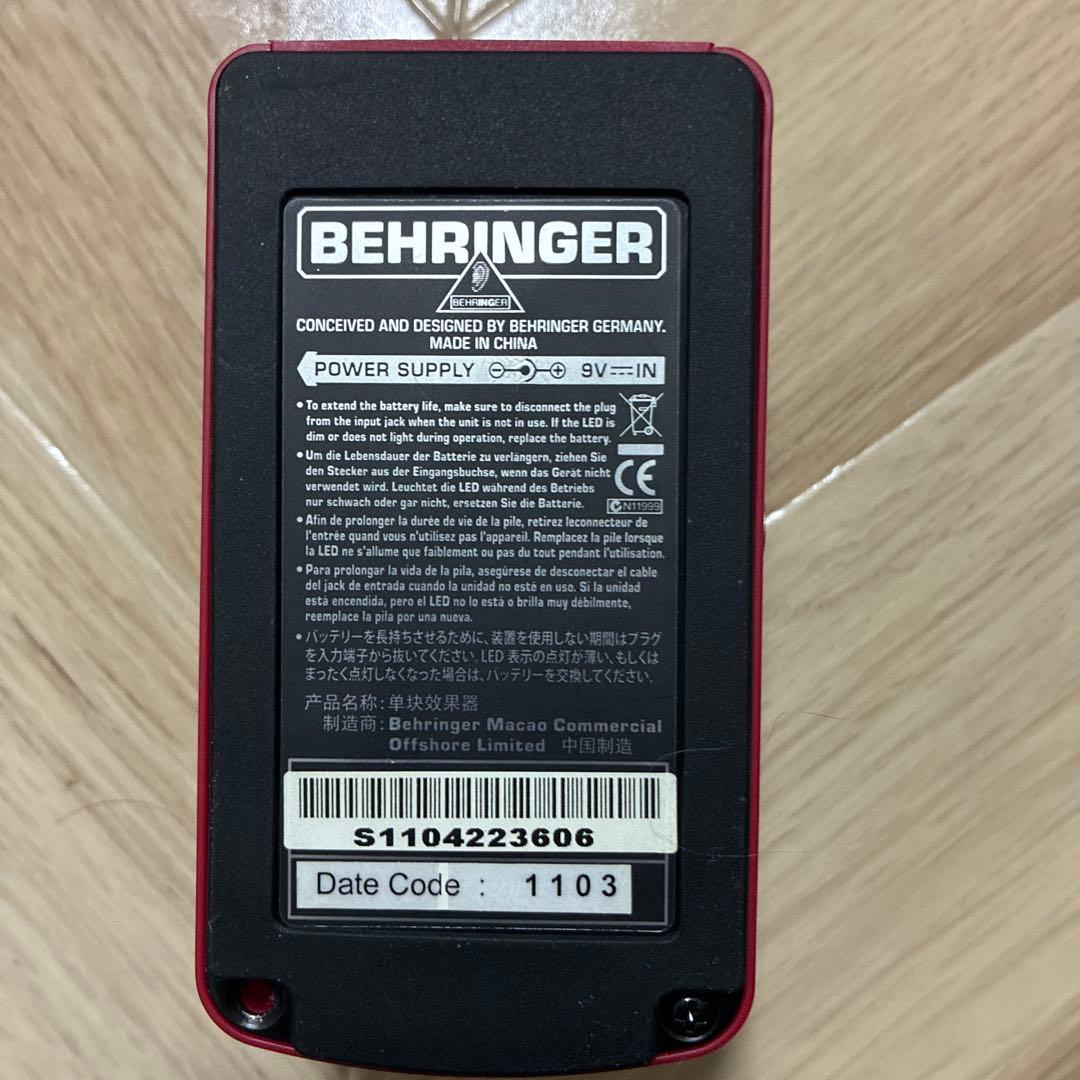 BEHRINGER
BEHRINGER
CONCEIVED AND DESIGNED BY BEHRINGER GERMANY.
MADE IN CHINA
POWER SUPPLY 9V IN
• To extend the battery life, make sure to disconnect the plug
from the input jack when the unit is not in use. If the LED is
dim or does not light during operation, replace the battery.
• Um die Lebensdauer der Batterie zu verlängern, ziehen Sie
den Stecker aus der Eingangsbuchse, wenn das Gerät nicht
verwendet wird. Leuchtet die LED während des Betriebs
nur schwach oder gar nicht, ersetzen Sie die Batterie.
CE
N11999
• Afin de prolonger la durée de vie de la pile, retirez leconnecteur de
l'entrée quand vous n'utilisez pas l'appareil. Remplacez la pile lorsque
la LED ne s'allume que faiblement ou pas du tout pendant l'utilisation.
• Para prolongar la vida de la pila, asegúrese de desconectar el cable
del jack de entrada cuando la unidad no esté en uso. Si la unidad
está encendida, pero el LED no lo está o brilla muy débilmente,
reemplace la pila por una nueva.
• バッテリーを長持ちさせるために、装置を使用しない期間はプラグ
を入力端子から抜いてください。LED 表示の点灯が薄い、もしくは
まったく点灯しなくなった場合は、バッテリーを交換してください.
产品名称: 单块效果器
制造商: Behringer Macao Commercial
Offshore Limited 中国制造
S1104223606
Date Code : 1103